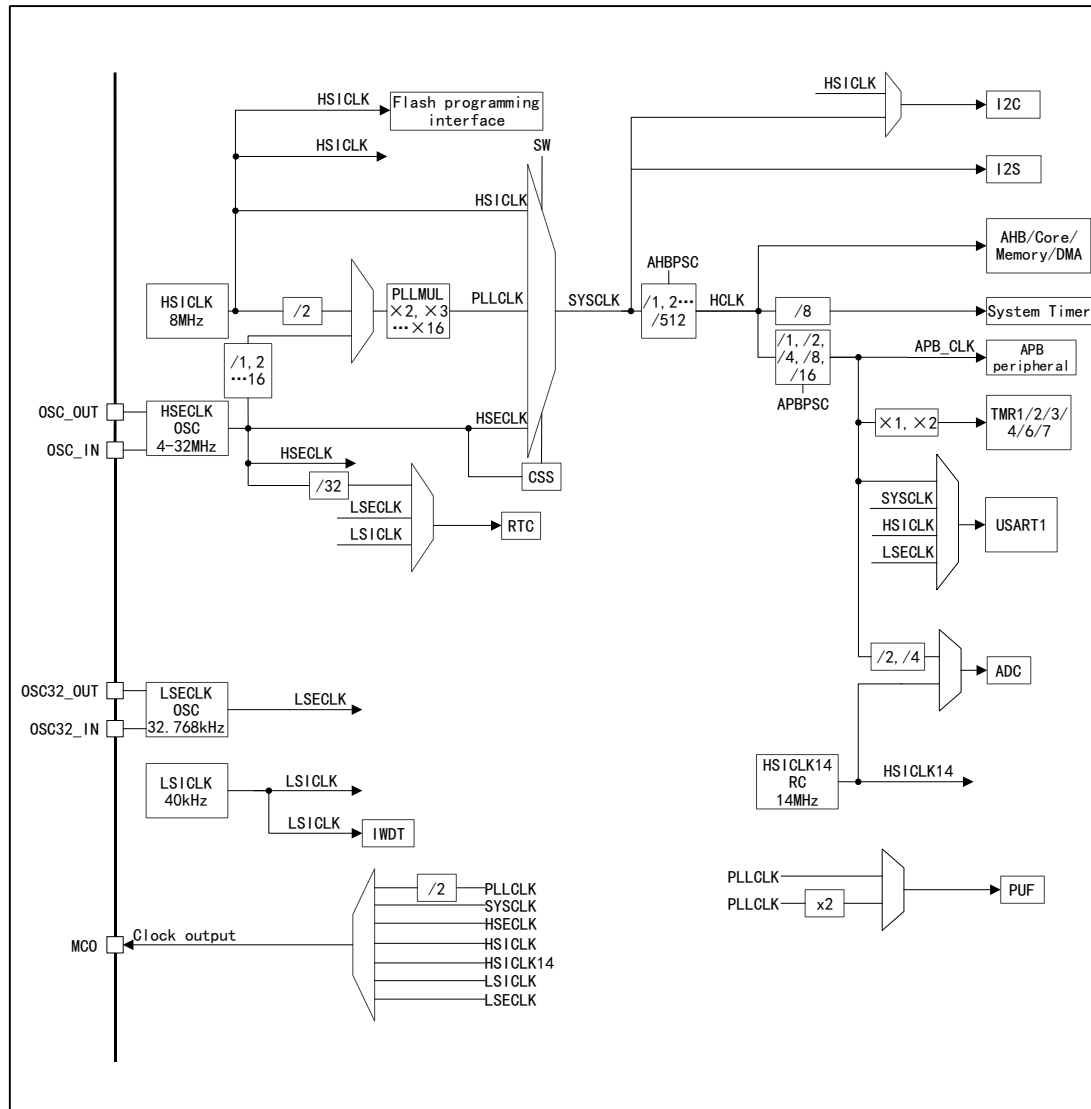 HSICLK
Flash programming
interface
HSICLK
HSICLK
8MHz
/2
PLLMUL
×2, ×3
…×16
PLLCLK
HSICLK
SW
/1, 2
…16
OSC_OUT
OSC_IN
HSECLK
OSC
4-32MHz
HSECLK
CSS
HSECLK
/32
LSECLK
LSICLK
RTC
SYSCLK
HSICLK
I2C
I2S
AHBPSC
/1, 2…
/512
HCLK
AHB/Core/
Memory/DMA
/8
System Timer
/1, /2,
/4, /8,
/16
APBPSC
APB_CLK
APB
peripheral
×1, ×2
TMR1/2/3/
4/6/7
SYSCLK
HSICLK
LSECLK
USART1
/2, /4
ADC
HSICLK14
RC
14MHz
HSICLK14
OSC32_OUT
OSC32_IN
LSECLK
OSC
32.768kHz
LSECLK
LSICLK
40kHz
LSICLK
LSICLK
IWDT
MCO
Clock output
/2
PLLCLK
SYSCLK
HSECLK
HSICLK
HSICLK14
LSICLK
LSECLK
PLLCLK
PLLCLK
x2
PUF